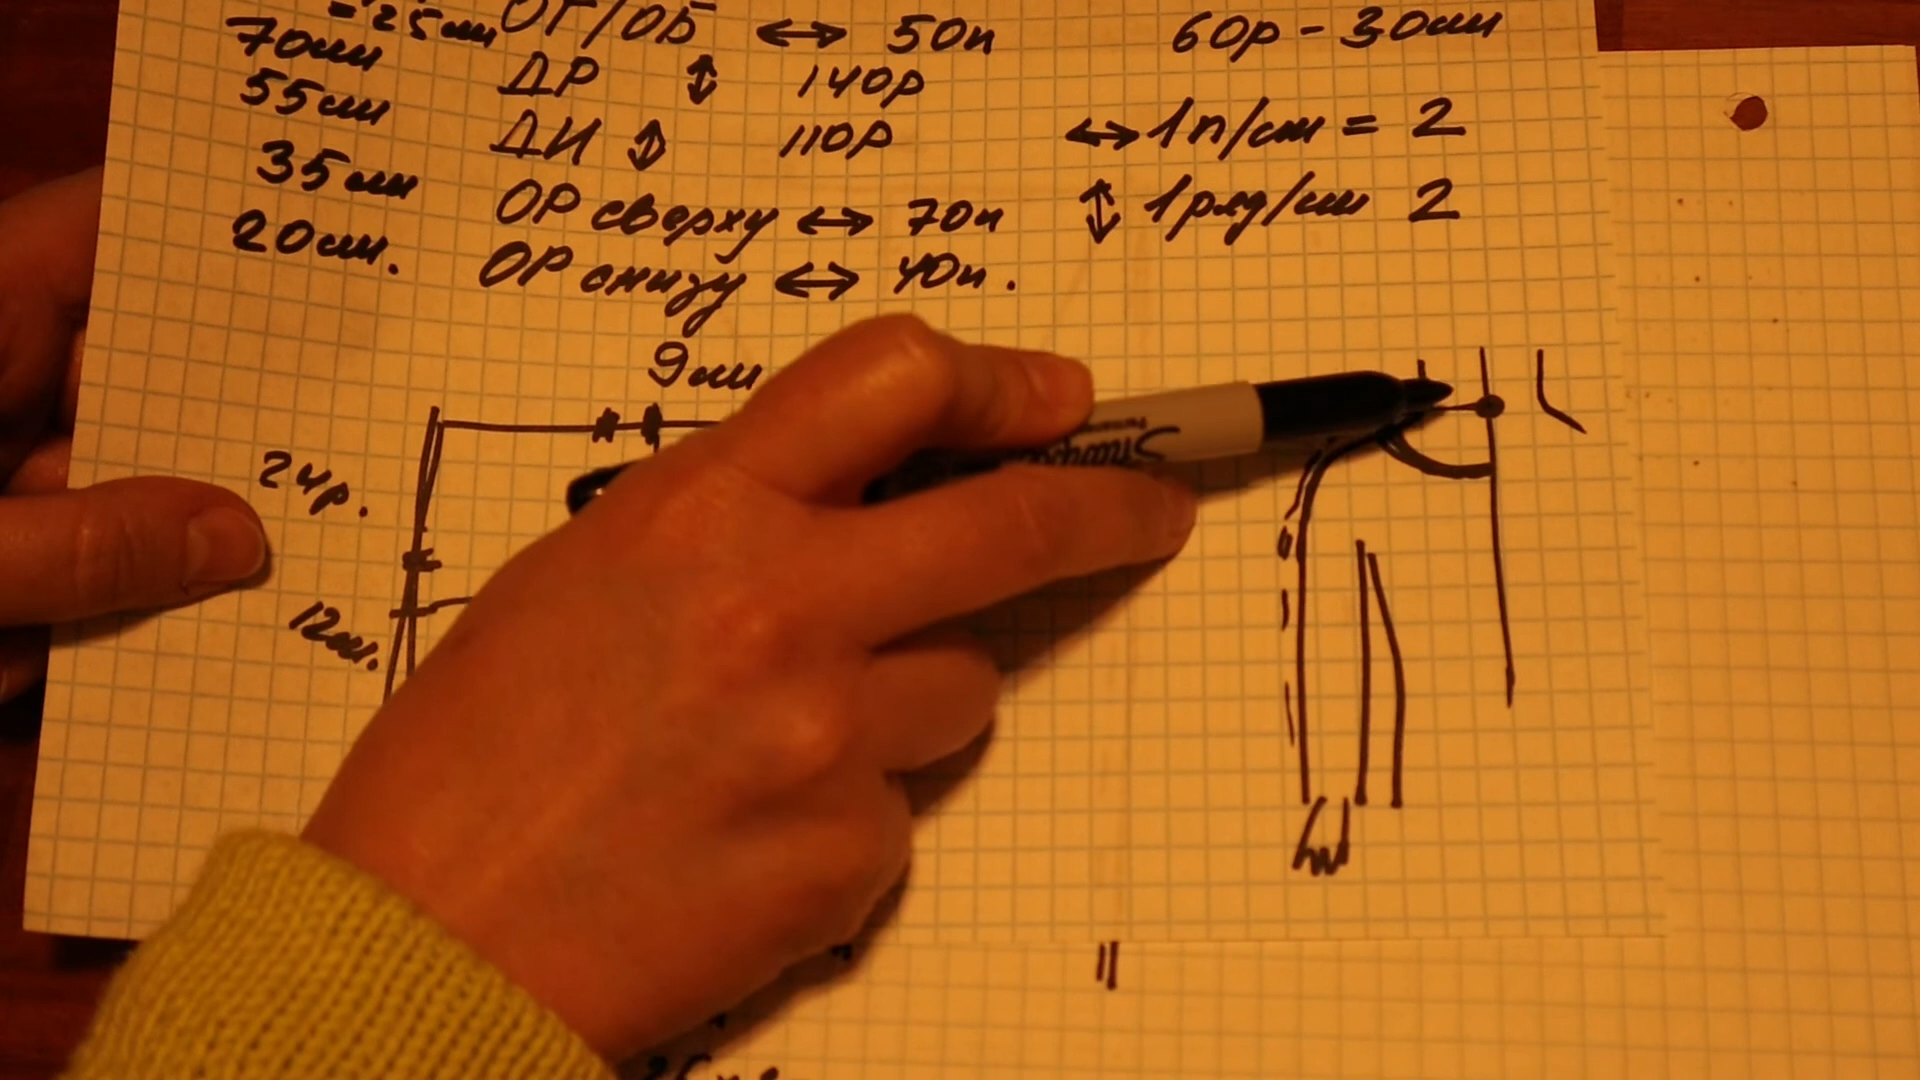 = 25см ОГ/ОБ ↔ 50п 60р - 30см
70см ДР ↕ 140р
55см ДИ ↕ 110р ↔ 1п/см = 2
35см ОР сверху ↔ 70п ↕ 1ряд/см 2
20см. ОР снизу ↔ 40п.
9см
Sharpie
24р.
12см.